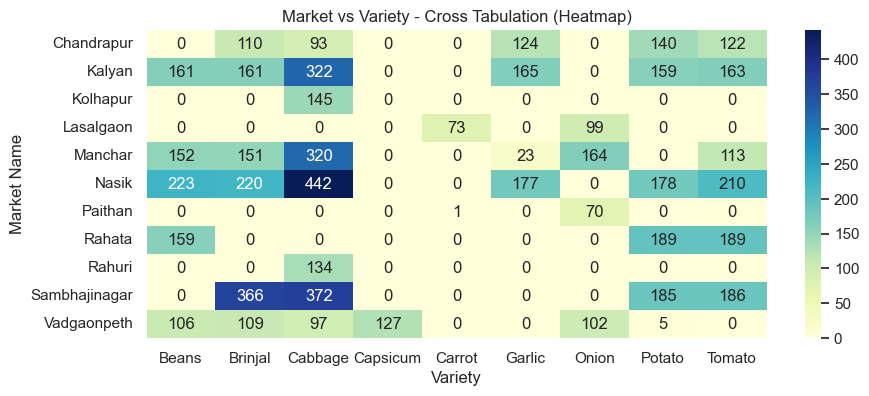 Market vs Variety - Cross Tabulation (Heatmap)
Market Name
Chandrapur 0 110 93 0 0 124 0 140 122
Kalyan 161 161 322 0 0 165 0 159 163
Kolhapur 0 0 145 0 0 0 0 0 0
Lasalgaon 0 0 0 0 73 0 99 0 0
Manchar 152 151 320 0 0 23 164 0 113
Nasik 223 220 442 0 0 177 0 178 210
Paithan 0 0 0 0 1 0 70 0 0
Rahata 159 0 0 0 0 0 0 189 189
Rahuri 0 0 134 0 0 0 0 0 0
Sambhajinagar 0 366 372 0 0 0 0 185 186
Vadgaonpeth 106 109 97 127 0 0 102 5 0
Beans Brinjal Cabbage Capsicum Carrot Garlic Onion Potato Tomato
Variety
400
350
300
250
200
150
100
50
0